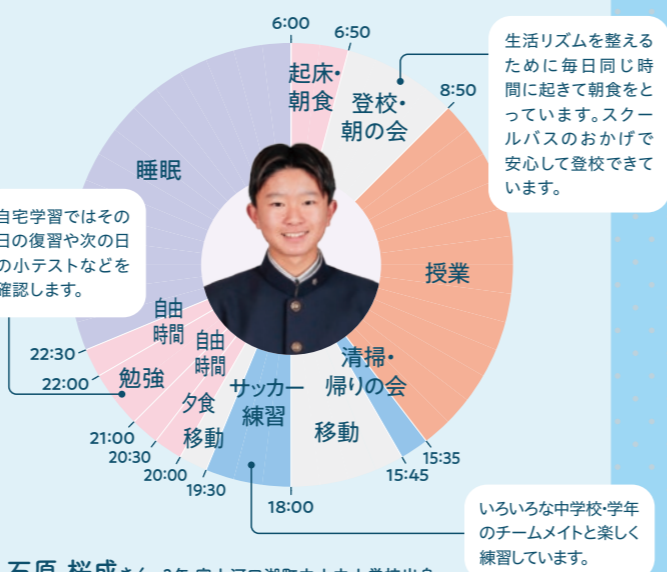 6:00
6:50
起床・
朝食
登校・
朝の会
8:50
生活リズムを整える
ために毎日同じ時
間に起きて朝食をと
っています。スクー
ルバスのおかげで
安心して登校できて
います。
睡眠
授業
自宅学習ではその
日の復習や次の日
の小テストなどを
確認します。
自由
時間
22:30
22:00
勉強
自由
時間
21:00
20:30
夕食
20:00
移動
19:30
サッカー
練習
18:00
清掃・
帰りの会
移動
15:35
15:45
いろいろな中学校・学年
のチームメイトと楽しく
練習しています。
石原 桜成さん